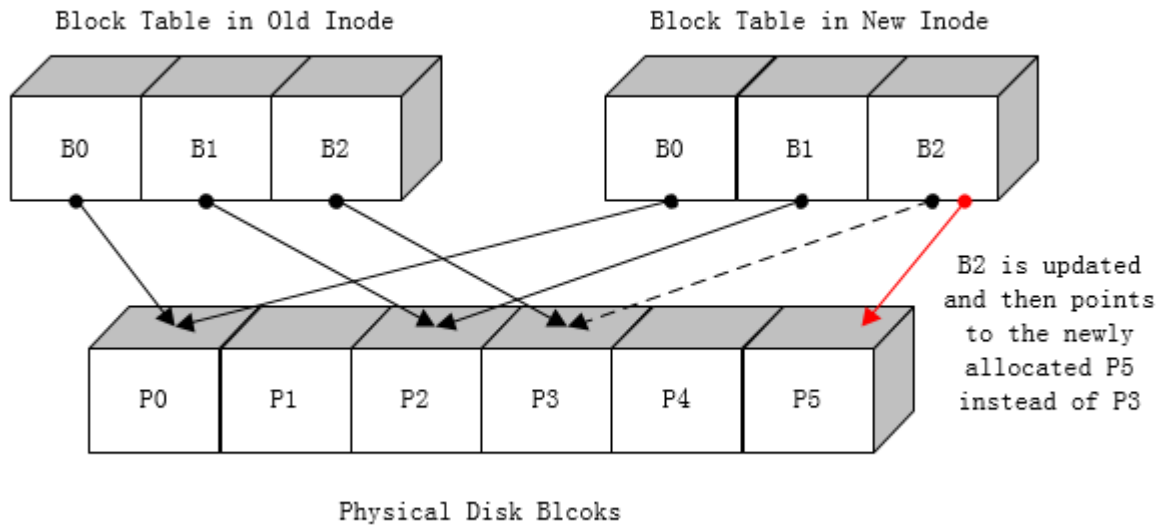 Block Table in Old Inode
Block Table in New Inode
B0 B1 B2
B0 B1 B2
B2 is updated
and then points
to the newly
allocated P5
instead of P3
P0 P1 P2 P3 P4 P5
Physical Disk Blcoks